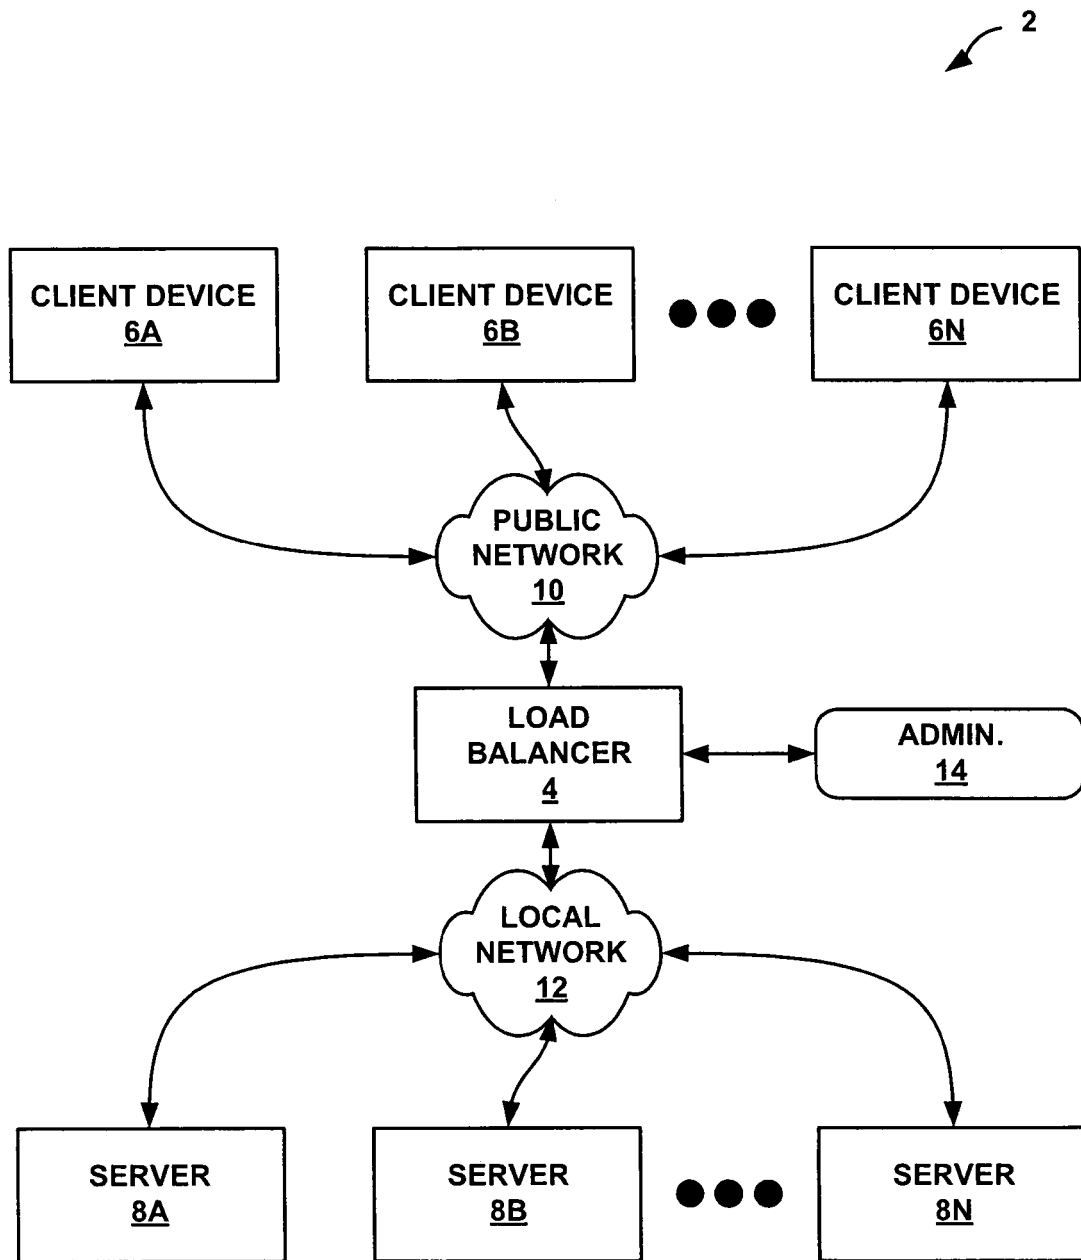 2
CLIENT DEVICE
6A
CLIENT DEVICE
6B
CLIENT DEVICE
6N
PUBLIC
NETWORK
10
LOAD
BALANCER
4
ADMIN.
14
LOCAL
NETWORK
12
SERVER
8A
SERVER
8B
SERVER
8N